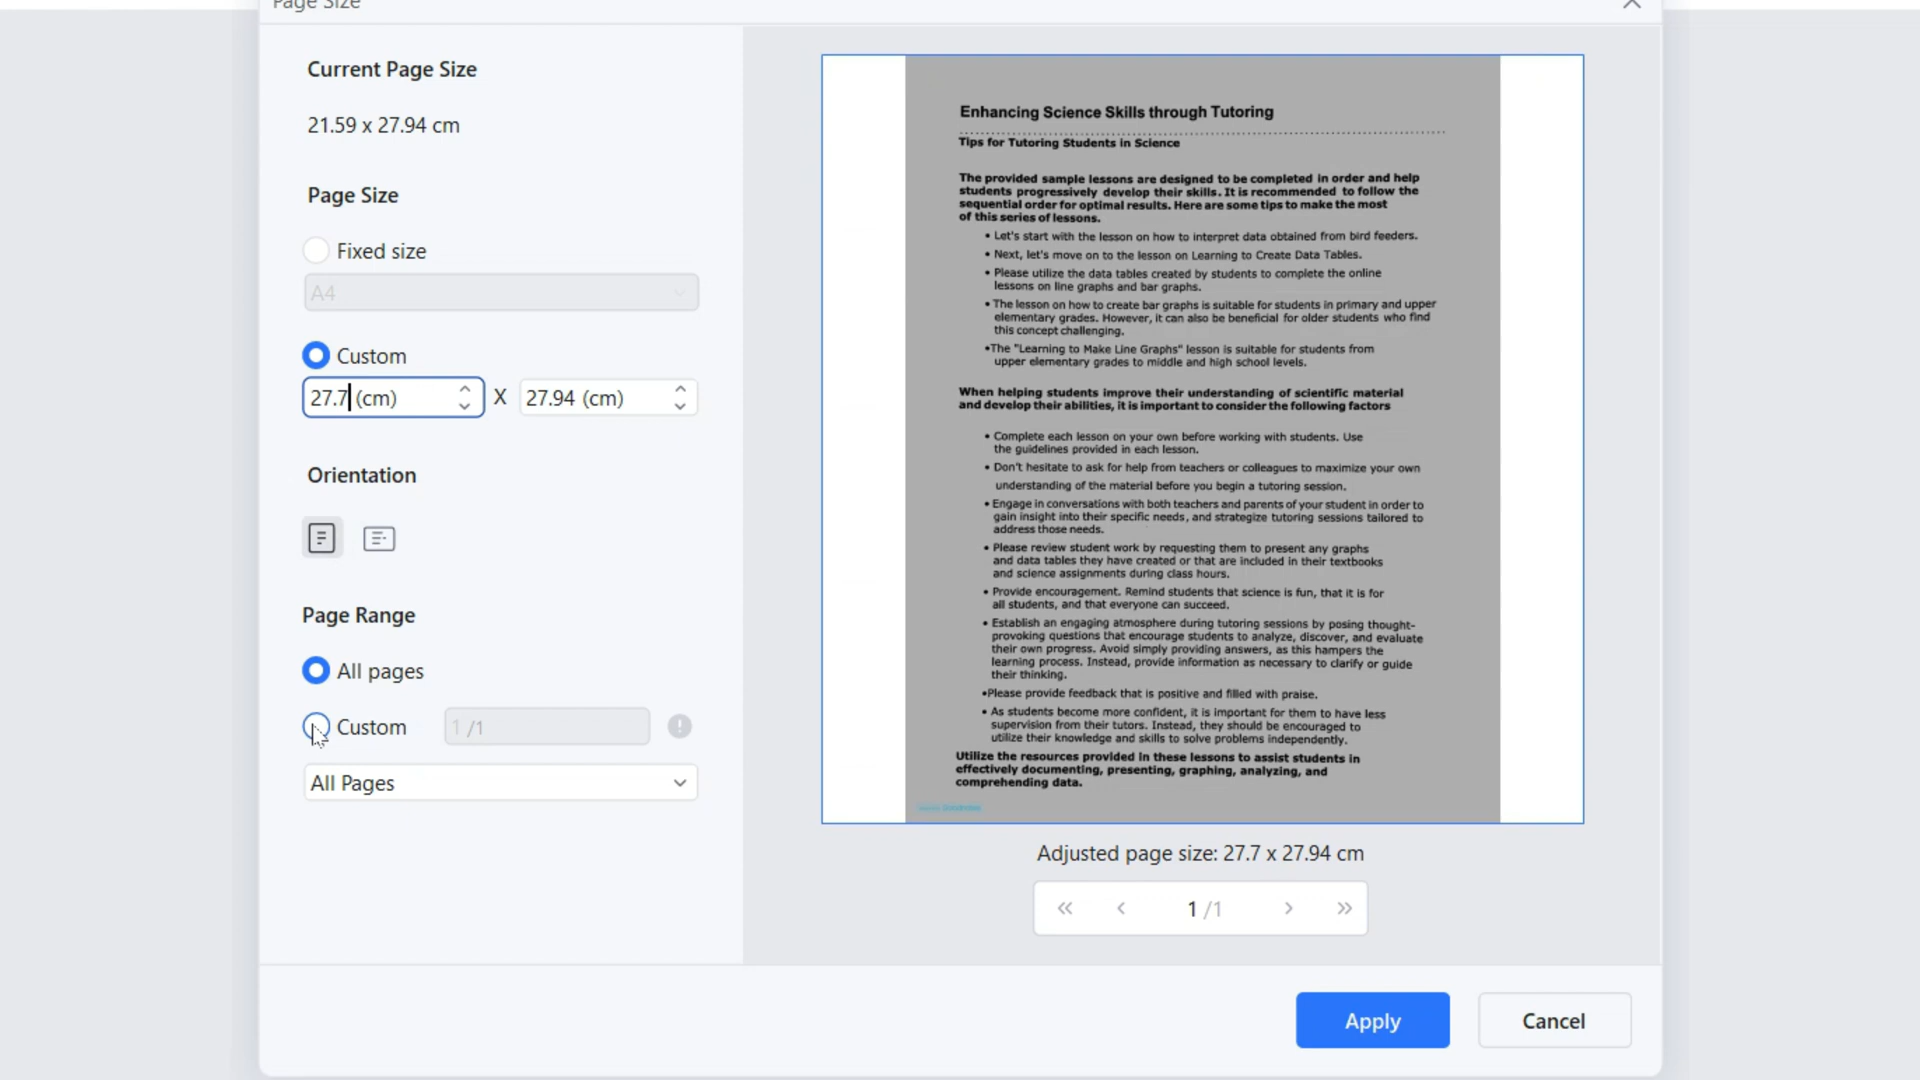 Page Size
Current Page Size
21.59 x 27.94 cm
Page Size
Fixed size
A4
Custom
27.7 (cm) X 27.94 (cm)
Orientation
Page Range
All pages
Custom 1 /1
All Pages
Enhancing Science Skills through Tutoring
Tips for Tutoring Students in Science
The provided sample lessons are designed to be completed in order and help
students progressively develop their skills. It is recommended to follow the
sequential order for optimal results. Here are some tips to make the most
of this series of lessons.
• Let's start with the lesson on how to interpret data obtained from bird feeders.
• Next, let's move on to the lesson on Learning to Create Data Tables.
• Please utilize the data tables created by students to complete the online
lessons on line graphs and bar graphs.
• The lesson on how to create bar graphs is suitable for students in primary and upper
elementary grades. However, it can also be beneficial for older students who find
this concept challenging.
•The "Learning to Make Line Graphs" lesson is suitable for students from
upper elementary grades to middle and high school levels.
When helping students improve their understanding of scientific material
and develop their abilities, it is important to consider the following factors
• Complete each lesson on your own before working with students. Use
the guidelines provided in each lesson.
• Don't hesitate to ask for help from teachers or colleagues to maximize your own
understanding of the material before you begin a tutoring session.
• Engage in conversations with both teachers and parents of your student in order to
gain insight into their specific needs, and strategize tutoring sessions tailored to
address those needs.
• Please review student work by requesting them to present any graphs
and data tables they have created or that are included in their textbooks
and science assignments during class hours.
• Provide encouragement. Remind students that science is fun, that it is for
all students, and that everyone can succeed.
• Establish an engaging atmosphere during tutoring sessions by posing thought-
provoking questions that encourage students to analyze, discover, and evaluate
their own progress. Avoid simply providing answers, as this hampers the
learning process. Instead, provide information as necessary to clarify or guide
their thinking.
•Please provide feedback that is positive and filled with praise.
• As students become more confident, it is important for them to have less
supervision from their tutors. Instead, they should be encouraged to
utilize their knowledge and skills to solve problems independently.
Utilize the resources provided in these lessons to assist students in
effectively documenting, presenting, graphing, analyzing, and
comprehending data.
Adjusted page size: 27.7 x 27.94 cm
1 /1
Apply
Cancel